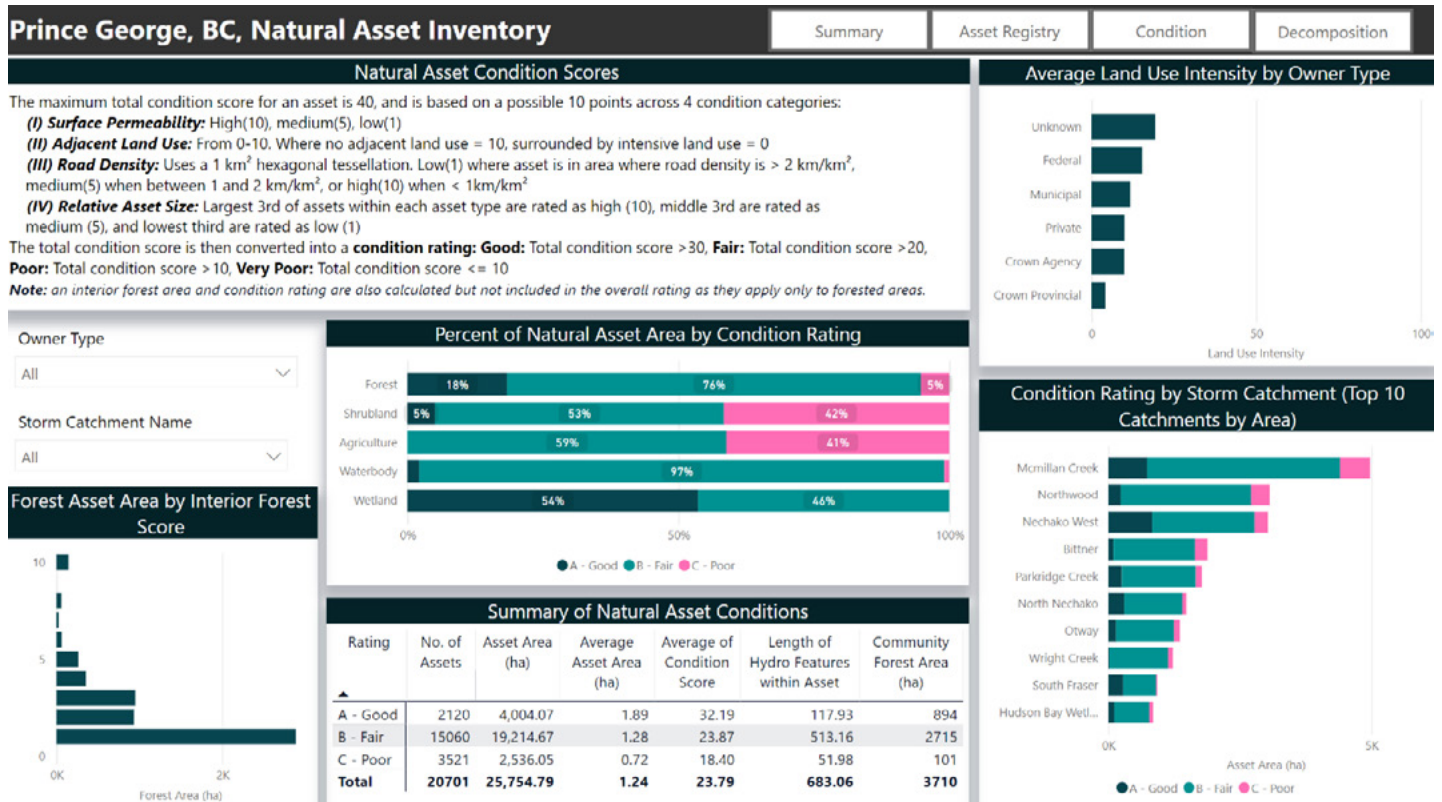 Prince George, BC, Natural Asset Inventory
Summary
Asset Registry
Condition
Decomposition
Natural Asset Condition Scores
The maximum total condition score for an asset is 40, and is based on a possible 10 points across 4 condition categories:
(I) Surface Permeability: High(10), medium(5), low(1)
(II) Adjacent Land Use: From 0-10. Where no adjacent land use = 10, surrounded by intensive land use = 0
(III) Road Density: Uses a 1 km² hexagonal tessellation. Low(1) where asset is in area where road density is > 2 km/km²,
medium(5) when between 1 and 2 km/km², or high(10) when < 1km/km²
(IV) Relative Asset Size: Largest 3rd of assets within each asset type are rated as high (10), middle 3rd are rated as
medium (5), and lowest third are rated as low (1)
The total condition score is then converted into a condition rating: Good: Total condition score >30, Fair: Total condition score >20,
Poor: Total condition score >10, Very Poor: Total condition score <= 10
Note: an interior forest area and condition rating are also calculated but not included in the overall rating as they apply only to forested areas.
Average Land Use Intensity by Owner Type
Unknown
Federal
Municipal
Private
Crown Agency
Crown Provincial
0 50 100
Land Use Intensity
Owner Type
All
Storm Catchment Name
All
Percent of Natural Asset Area by Condition Rating
Forest 18% 76% 5%
Shrubland 5% 53% 42%
Agriculture 59% 41%
Waterbody 97%
Wetland 54% 46%
0% 50% 100%
A - Good B - Fair C - Poor
Condition Rating by Storm Catchment (Top 10
Catchments by Area)
Mcmillan Creek
Northwood
Nechako West
Bittner
Parkridge Creek
North Nechako
Otway
Wright Creek
South Fraser
Hudson Bay Wetl...
0K 5K
Asset Area (ha)
A - Good B - Fair C - Poor
Forest Asset Area by Interior Forest
Score
10
5
0
0K 2K
Forest Area (ha)
Summary of Natural Asset Conditions
Rating No. of Assets Asset Area (ha) Average Asset Area (ha) Average of Condition Score Length of Hydro Features within Asset Community Forest Area (ha)
A - Good 2120 4,004.07 1.89 32.19 117.93 894
B - Fair 15060 19,214.67 1.28 23.87 513.16 2715
C - Poor 3521 2,536.05 0.72 18.40 51.98 101
Total 20701 25,754.79 1.24 23.79 683.06 3710